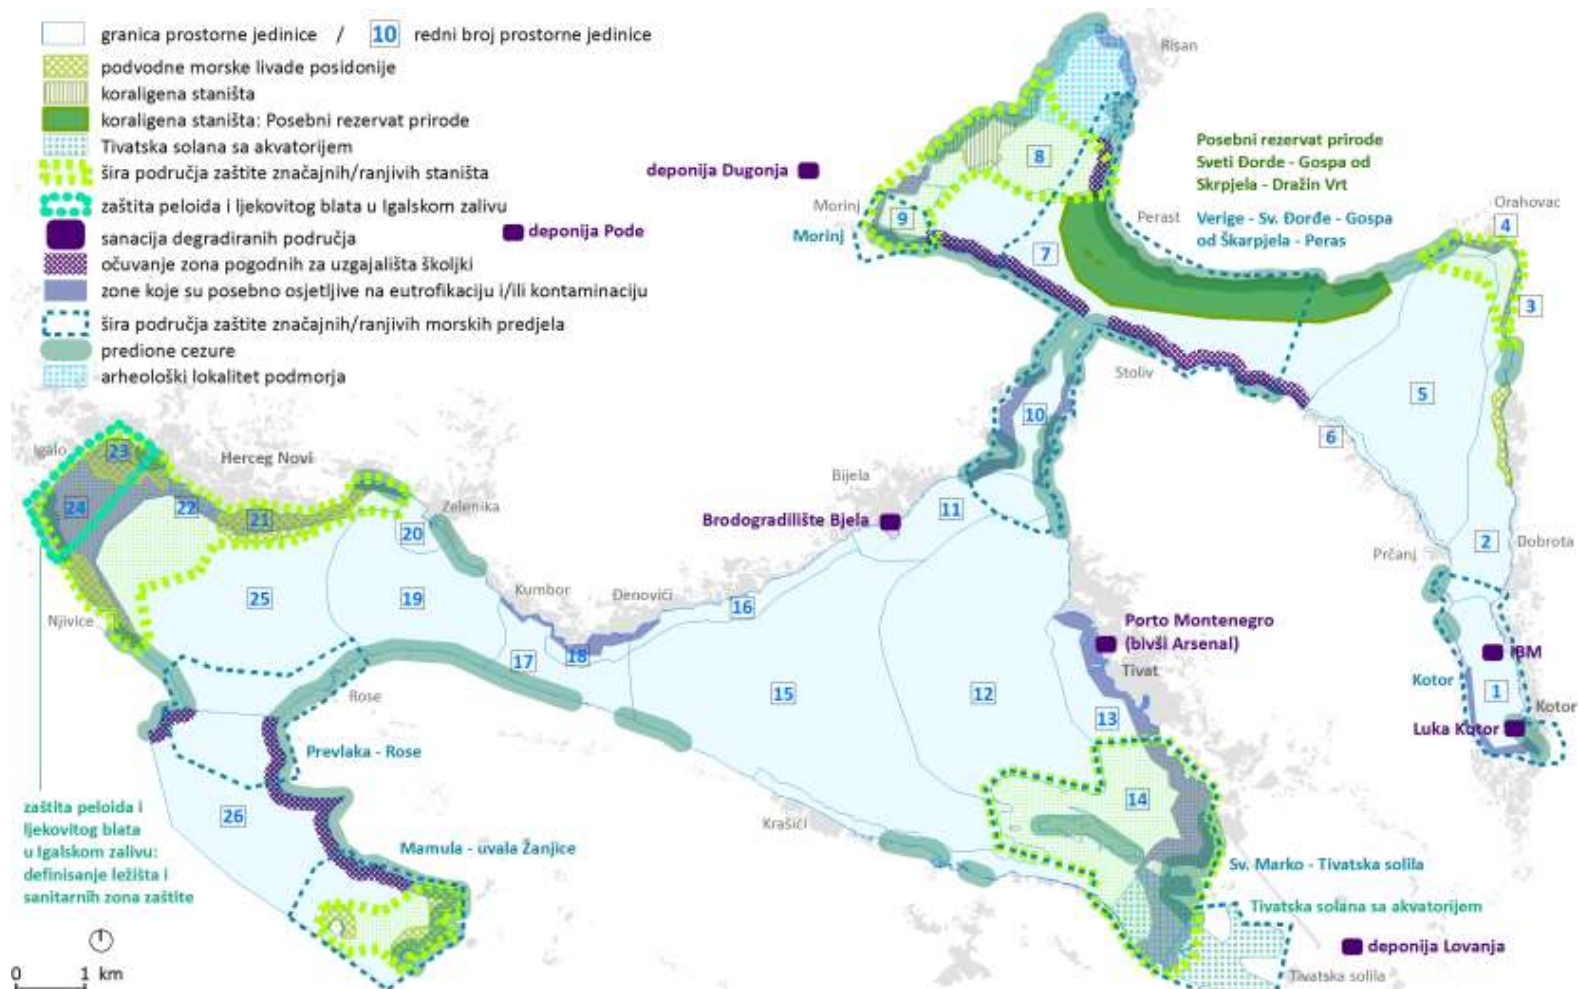 granica prostorne jedinice / 10 redni broj prostorne jedinice
podvodne morske livade posidonije
koraligena staništa
koraligena staništa: Posebni rezervat prirode
Tivatska solana sa akvatorijem
šira područja zaštite značajnih/ranjivih staništa
zaštita peloida i ljekovitog blata u Igalskom zalivu
sanacija degradiranih područja
očuvanje zona pogodnih za uzgajališta školjki
zone koje su posebno osjetljive na eutrofikaciju i/ili kontaminaciju
šira područja zaštite značajnih/ranjivih morskih predjela
predione cezure
arheološki lokalitet podmorja
deponija Pode
deponija Dugonja
Risan
Morinj
Morinj
8
9
7
Perast
Posebni rezervat prirode
Sveti Đorđe - Gospa od
Skrpjela - Dražin Vrt
Verige - Sv. Đorđe - Gospa
od Škarpjela - Peras
Orahovac
4
3
5
6
Stoliv
10
Bijela
11
Brodogradilište Bjela
Igalo
23
Herceg Novi
24
22
21
Zelenika
20
2
Dobrota
Prčanj
Kumbor
Đenovići
16
25
19
Njivice
17
18
Porto Montenegro
(bivši Arsenal)
Tivat
IBM
Kotor
1
Kotor
Luka Kotor
Rose
15
12
13
Prevlaka - Rose
14
26
Krašići
zaštita peloida i
ljekovitog blata
u Igalskom zalivu:
definisanje ležišta i
sanitarnih zona zaštite
Mamula - uvala Žanjice
Sv. Marko - Tivatska solila
Tivatska solana sa akvatorijem
deponija Lovanja
Tivatska solila
0 1 km